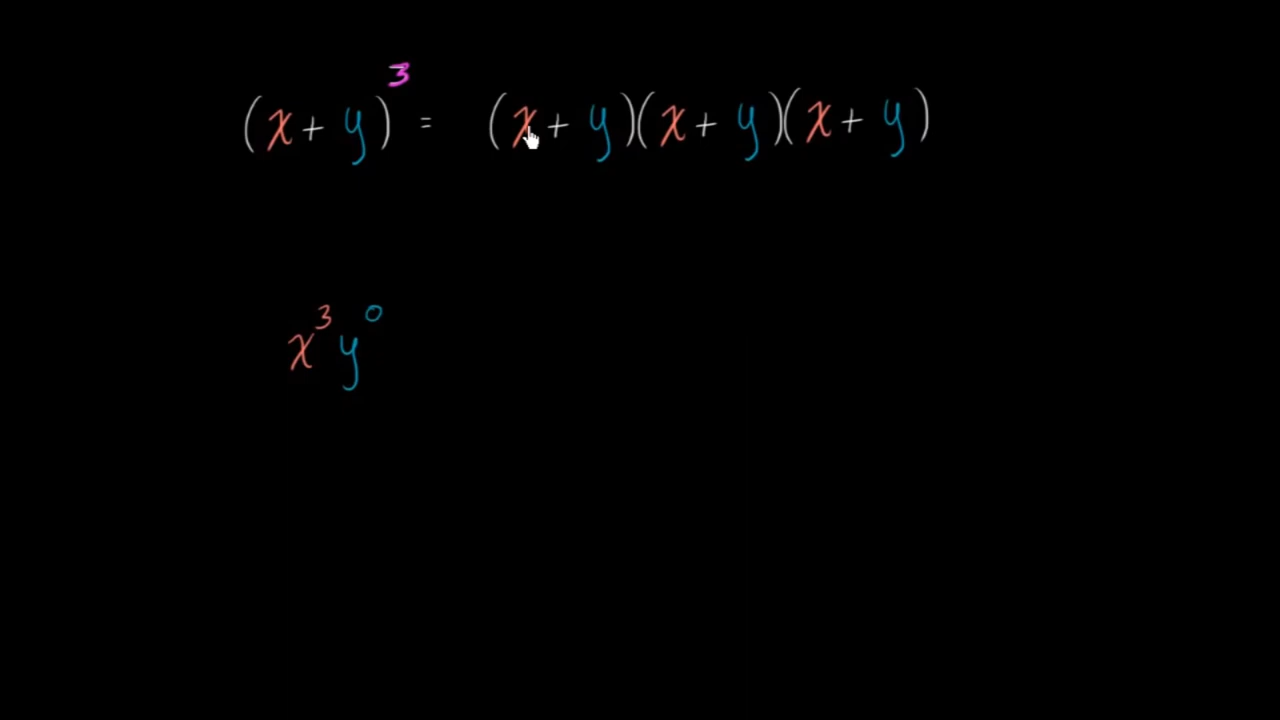 (x + y)³ = (x + y)(x + y)(x + y)
x³y⁰